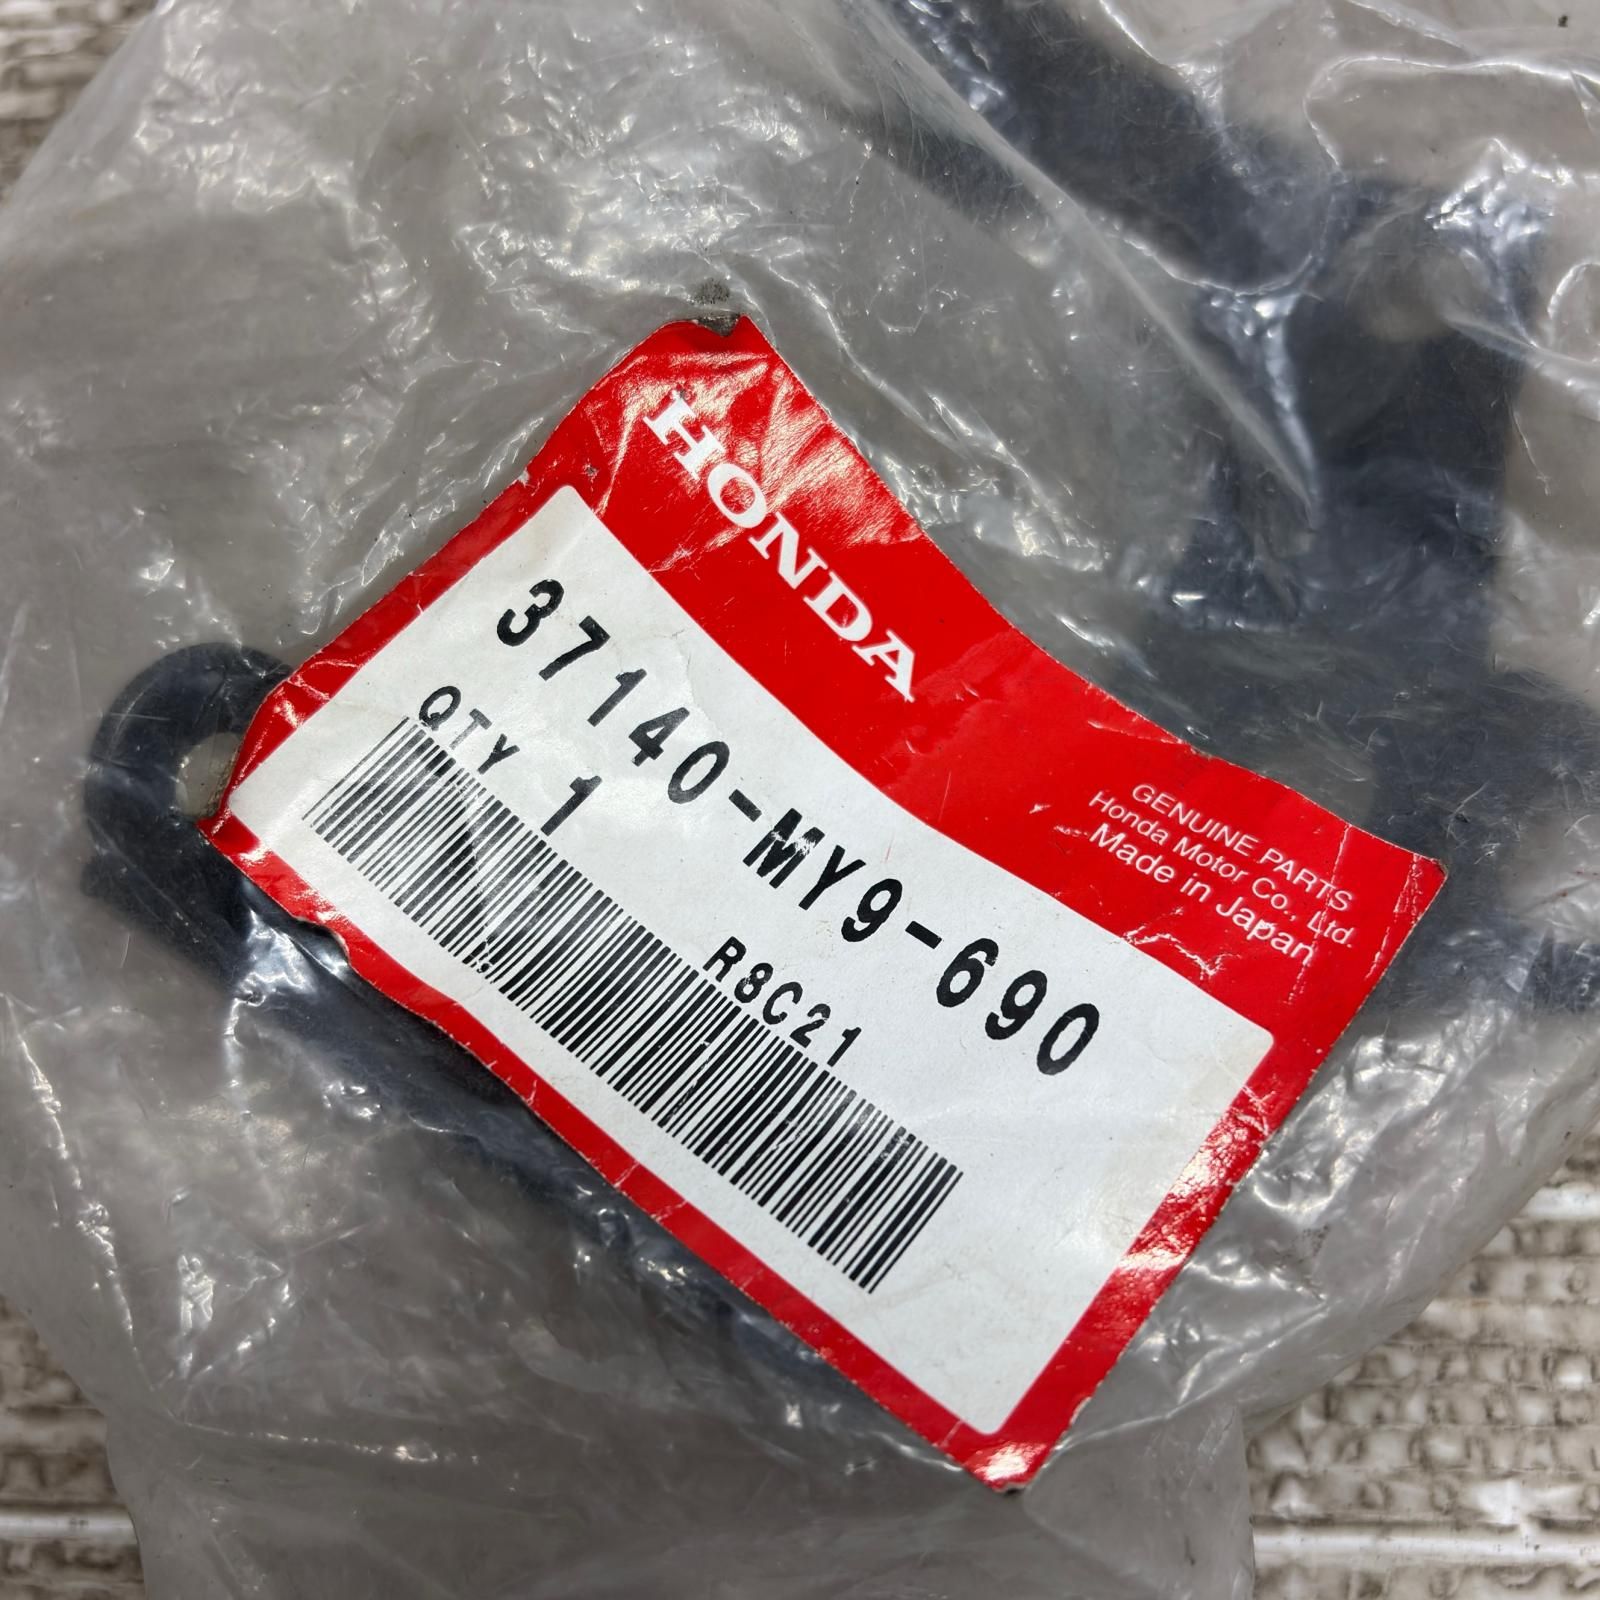 HONDA
37140-MY9-690
QTY 1
R8C21
GENUINE PARTS
Honda Motor Co., Ltd.
Made in Japan